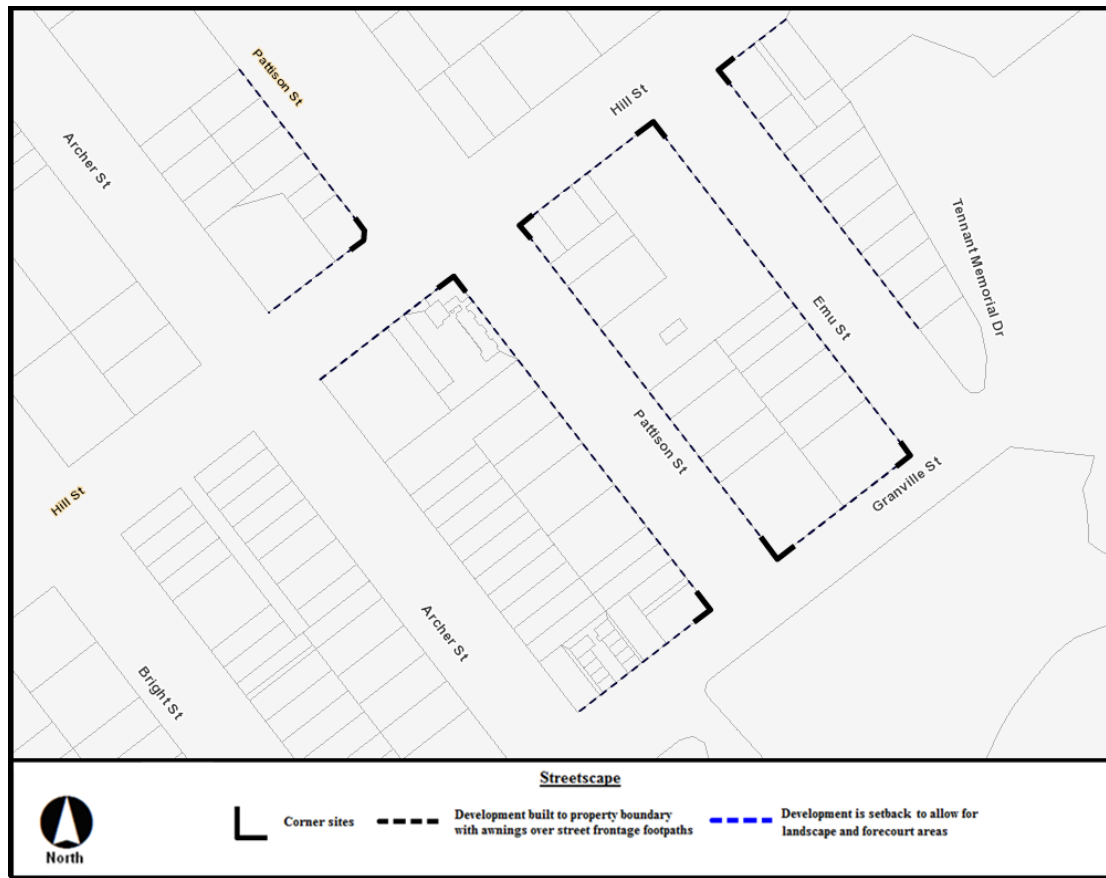 Pattison St
Hill St
Archer St
Tennant Memorial Dr
Emu St
Pattison St
Granville St
Hill St
Archer St
Bright St
Streetscape
North
Corner sites
Development built to property boundary
with awnings over street frontage footpaths
Development is setback to allow for
landscape and forecourt areas